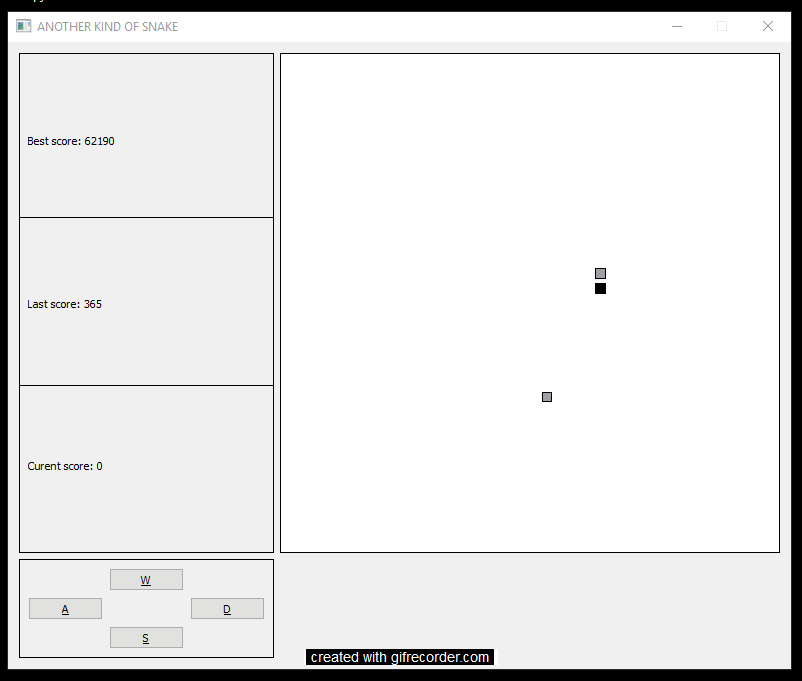 ANOTHER KIND OF SNAKE
Best score: 62190
Last score: 365
Curent score: 0
W
A
D
S
created with gifrecorder.com